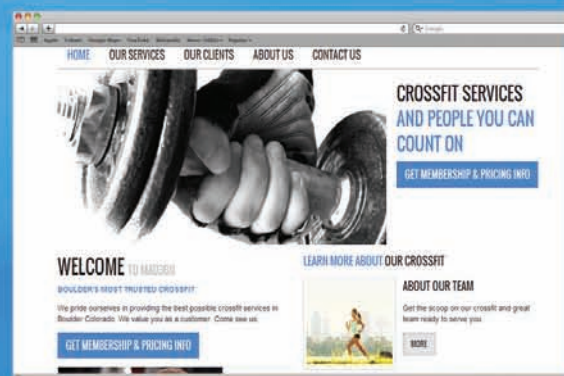 Google
HOME OUR SERVICES OUR CLIENTS ABOUT US CONTACT US
CROSSFIT SERVICES
AND PEOPLE YOU CAN
COUNT ON
GET MEMBERSHIP & PRICING INFO
WELCOME TO MAD360
BOULDER'S MOST TRUSTED CROSSFIT
We pride ourselves in providing the best possible crossfit services in
Boulder Colorado. We value you as a customer. Come see us.
GET MEMBERSHIP & PRICING INFO
LEARN MORE ABOUT OUR CROSSFIT
ABOUT OUR TEAM
Get the scoop on our crossfit and great
team ready to serve you
MORE